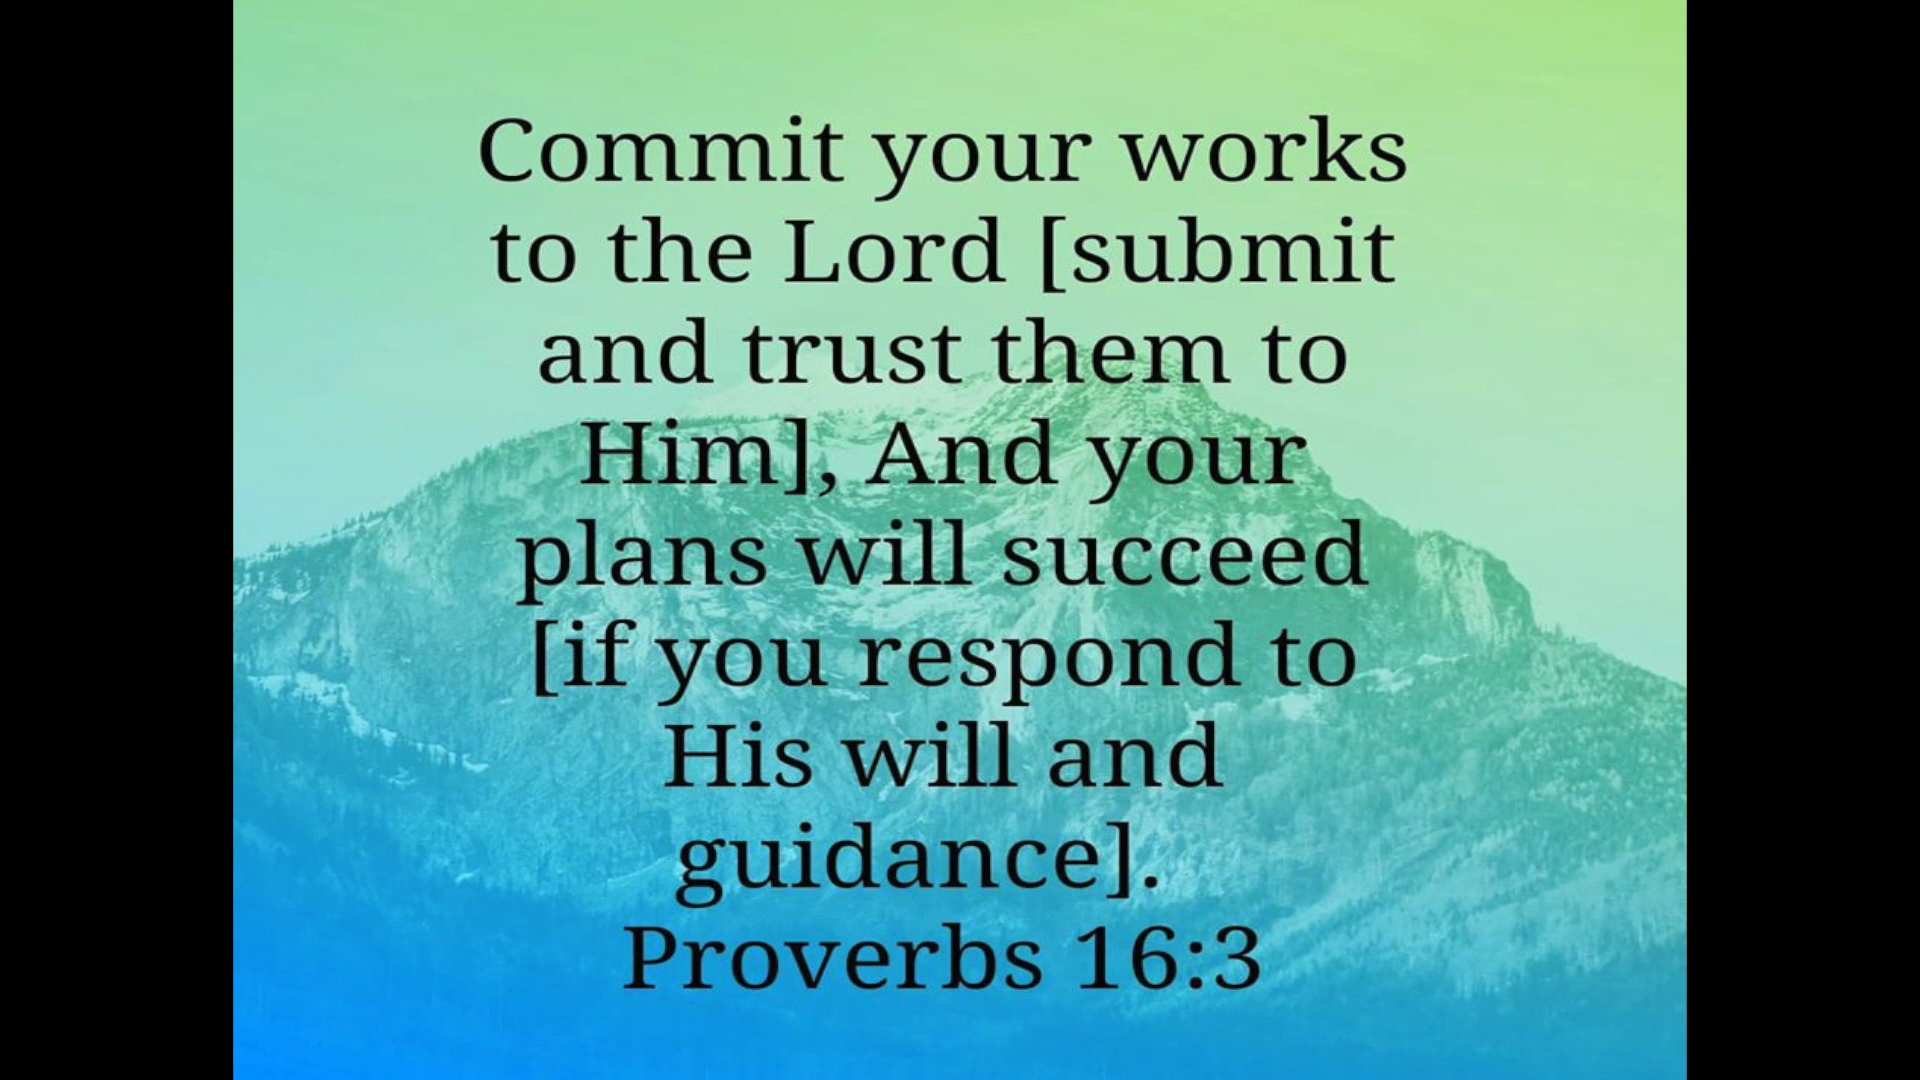 Commit your works
to the Lord [submit
and trust them to
Him], And your
plans will succeed
[if you respond to
His will and
guidance].
Proverbs 16:3